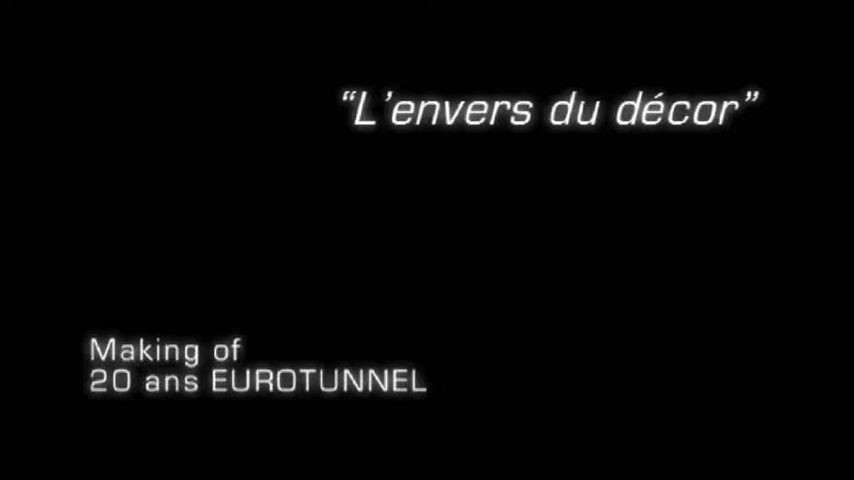 “L'envers du décor”
Making of
20 ans EUROTUNNEL